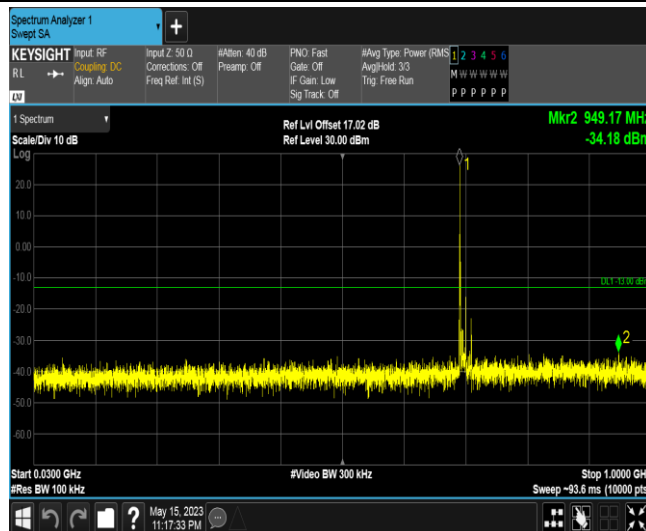 Spectrum Analyzer 1
Swept SA
+
KEYSIGHT Input: RF Input Z: 50 Ω #Atten: 40 dB PNO: Fast #Avg Type: Power (RMS 1 2 3 4 5 6
RL Coupling: DC Corrections: Off Preamp: Off Gate: Off Avg|Hold: 3/3 M W W W W W
Align: Auto Freq Ref: Int (S) IF Gain: Low Trig: Free Run
Sig Track: Off P P P P P P
LXI
1 Spectrum Ref Lvl Offset 17.02 dB Mkr2 949.17 MHz
Scale/Div 10 dB Ref Level 30.00 dBm -34.18 dBm
Log
1
20.0
10.0
0.00
-10.0
DL1 -13.00 dBm
-20.0
-30.0
2
-40.0
-50.0
-60.0
Start 0.0300 GHz #Video BW 300 kHz Stop 1.0000 GH
#Res BW 100 kHz Sweep ~93.6 ms (10000 pts
? May 15, 2023
11:17:33 PM